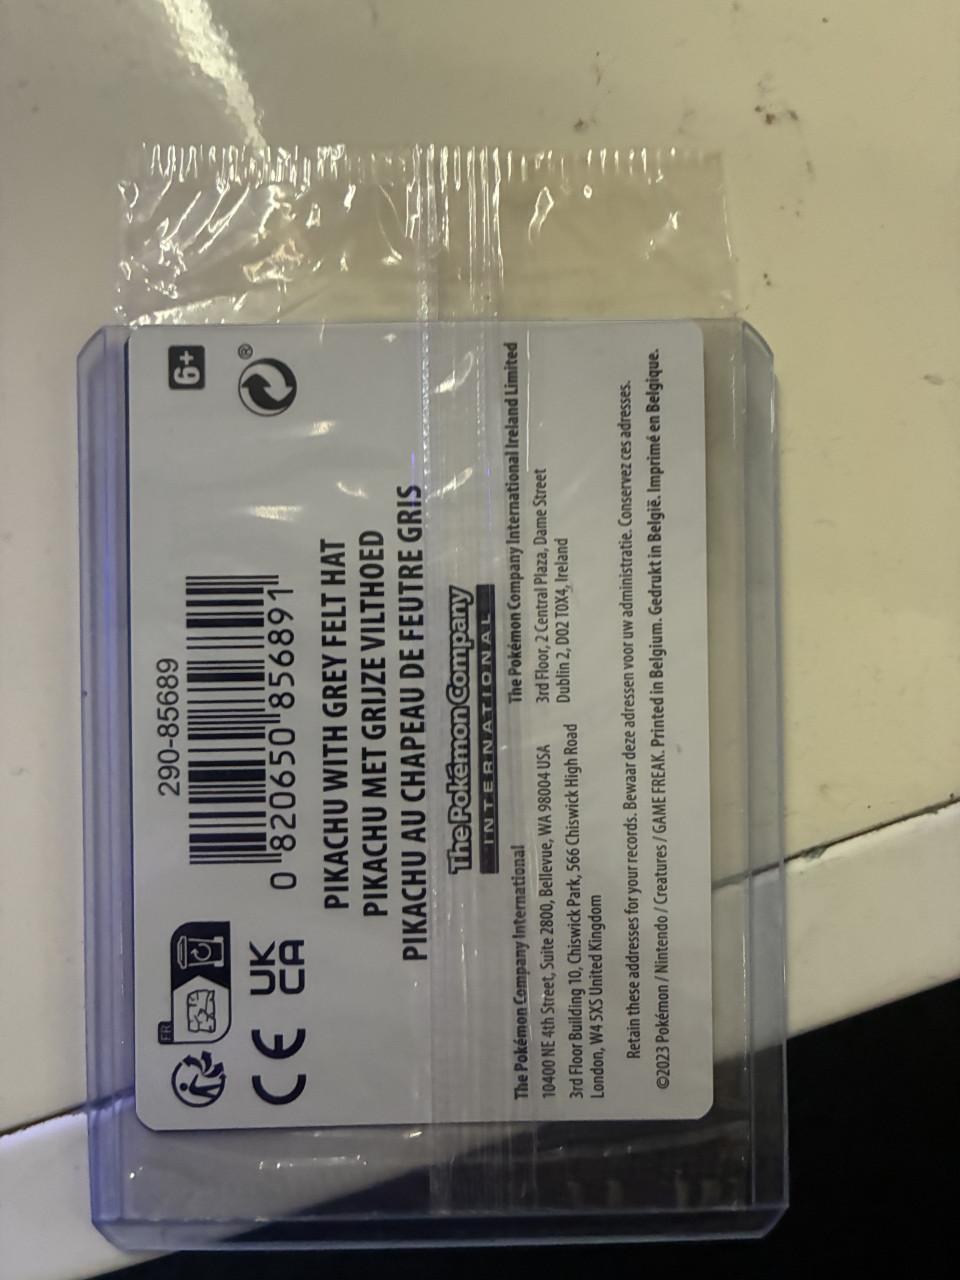 290-85689
0 820650 856891
6+
FR
CE
UK
CA
PIKACHU WITH GREY FELT HAT
PIKACHU MET GRIJZE VILTHOED
PIKACHU AU CHAPEAU DE FEUTRE GRIS
The Pokémon Company
INTERNATIONAL
The Pokémon Company International
10400 NE 4th Street, Suite 2800, Bellevue, WA 98004 USA
3rd Floor Building 10, Chiswick Park, 566 Chiswick High Road
London, W4 5XS United Kingdom
The Pokémon Company International Ireland Limited
3rd Floor, 2 Central Plaza, Dame Street
Dublin 2, D02 T0X4, Ireland
Retain these addresses for your records. Bewaar deze adressen voor uw administratie. Conservez ces adresses.
©2023 Pokémon / Nintendo / Creatures / GAME FREAK. Printed in Belgium. Gedrukt in België. Imprimé en Belgique.